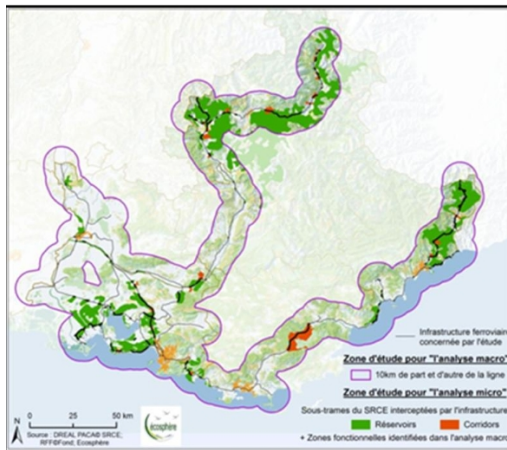 Infrastructure ferroviaire
concernée par l'étude
Zone d'étude pour "l'analyse macro"
10km de part et d'autre de la ligne
Zone d'étude pour "l'analyse micro"
Sous-trames du SRCE interceptées par l'infrastructure
Réservoirs
Corridors
+ Zones fonctionnelles identifiées dans l'analyse macro
N
0 25 50 km
Source : DREAL PACA© SRCE;
RFF©Fond; Ecosphère
écosphère